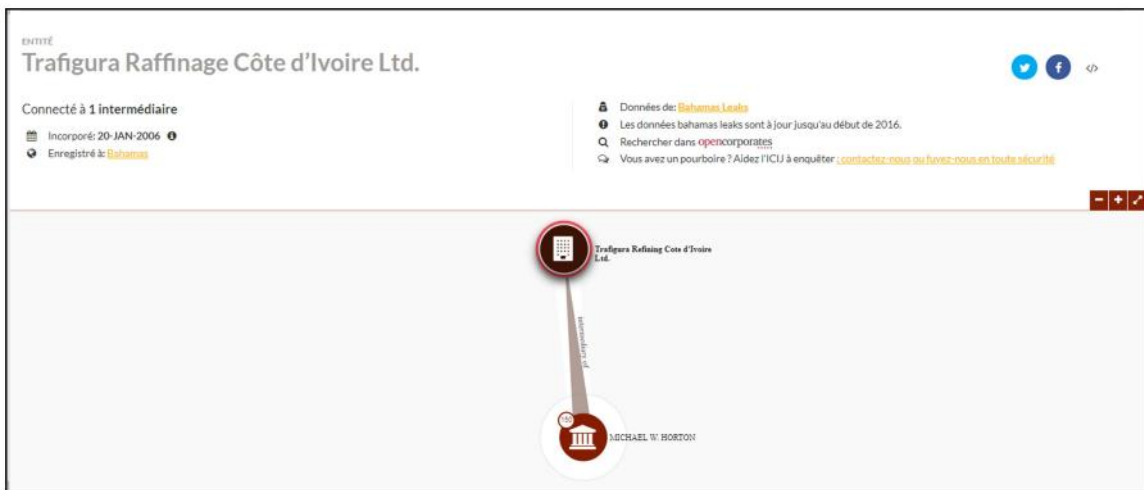 ENTITÉ
Trafigura Raffinage Côte d'Ivoire Ltd.
Connecté à 1 intermédiaire
Incorporé: 20-JAN-2006
Enregistré à: Bahamas
Données de: Bahamas Leaks
Les données bahamas leaks sont à jour jusqu'au début de 2016.
Rechercher dans opencorporates
Vous avez un pourboire ? Aidez l'ICIJ à enquêter : contactez-nous ou fuyez-nous en toute sécurité
Trafigura Refining Cote d'Ivoire
Ltd.
intermediary of
150
MICHAEL W. HORTON